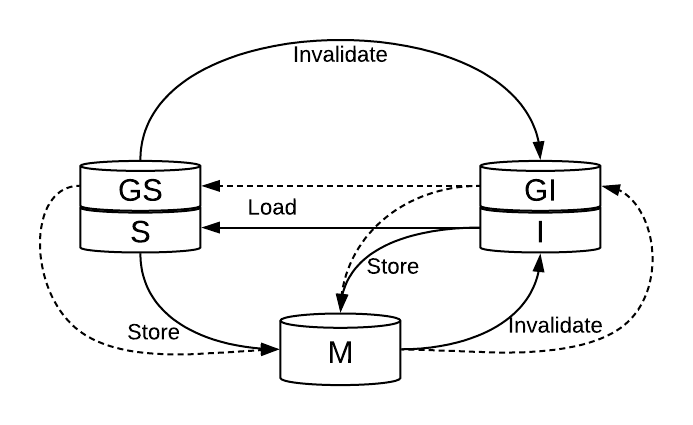 Invalidate
GS
GI
Load
S
I
Store
Store
Invalidate
M